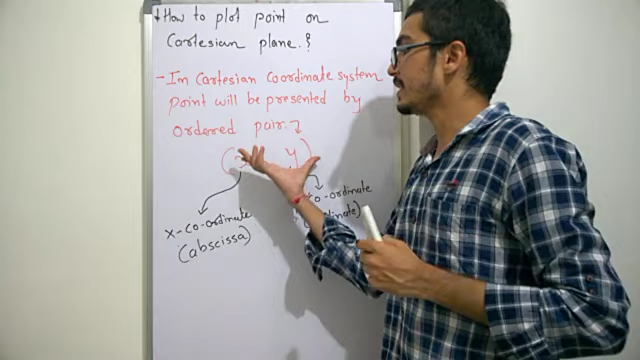 How to plot point on
Cartesian plane.?
- In Cartesian Coordinate system
point will be presented by
ordered pair.
( y)
co-ordinate
x-co-ordinate
(abscissa)